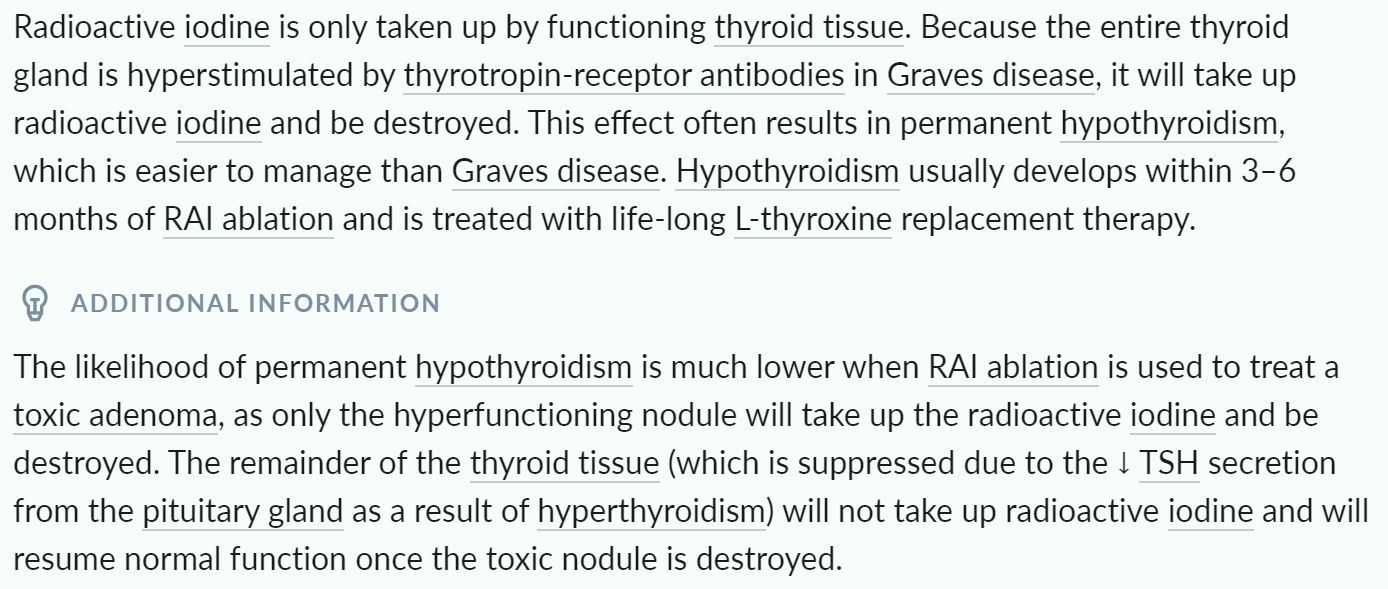 Radioactive iodine is only taken up by functioning thyroid tissue. Because the entire thyroid
gland is hyperstimulated by thyrotropin-receptor antibodies in Graves disease, it will take up
radioactive iodine and be destroyed. This effect often results in permanent hypothyroidism,
which is easier to manage than Graves disease. Hypothyroidism usually develops within 3–6
months of RAI ablation and is treated with life-long L-thyroxine replacement therapy.
ADDITIONAL INFORMATION
The likelihood of permanent hypothyroidism is much lower when RAI ablation is used to treat a
toxic adenoma, as only the hyperfunctioning nodule will take up the radioactive iodine and be
destroyed. The remainder of the thyroid tissue (which is suppressed due to the ↓ TSH secretion
from the pituitary gland as a result of hyperthyroidism) will not take up radioactive iodine and will
resume normal function once the toxic nodule is destroyed.